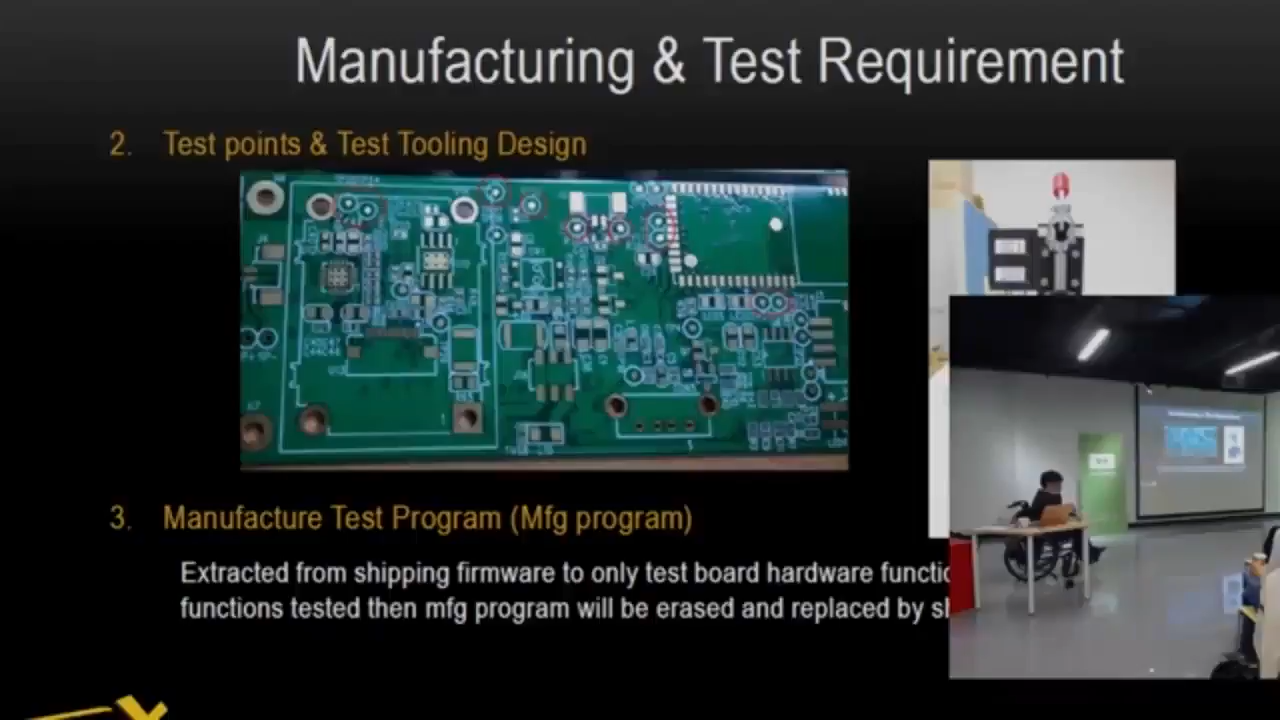 Manufacturing & Test Requirement
2. Test points & Test Tooling Design
3. Manufacture Test Program (Mfg program)
Extracted from shipping firmware to only test board hardware functio
functions tested then mfg program will be erased and replaced by